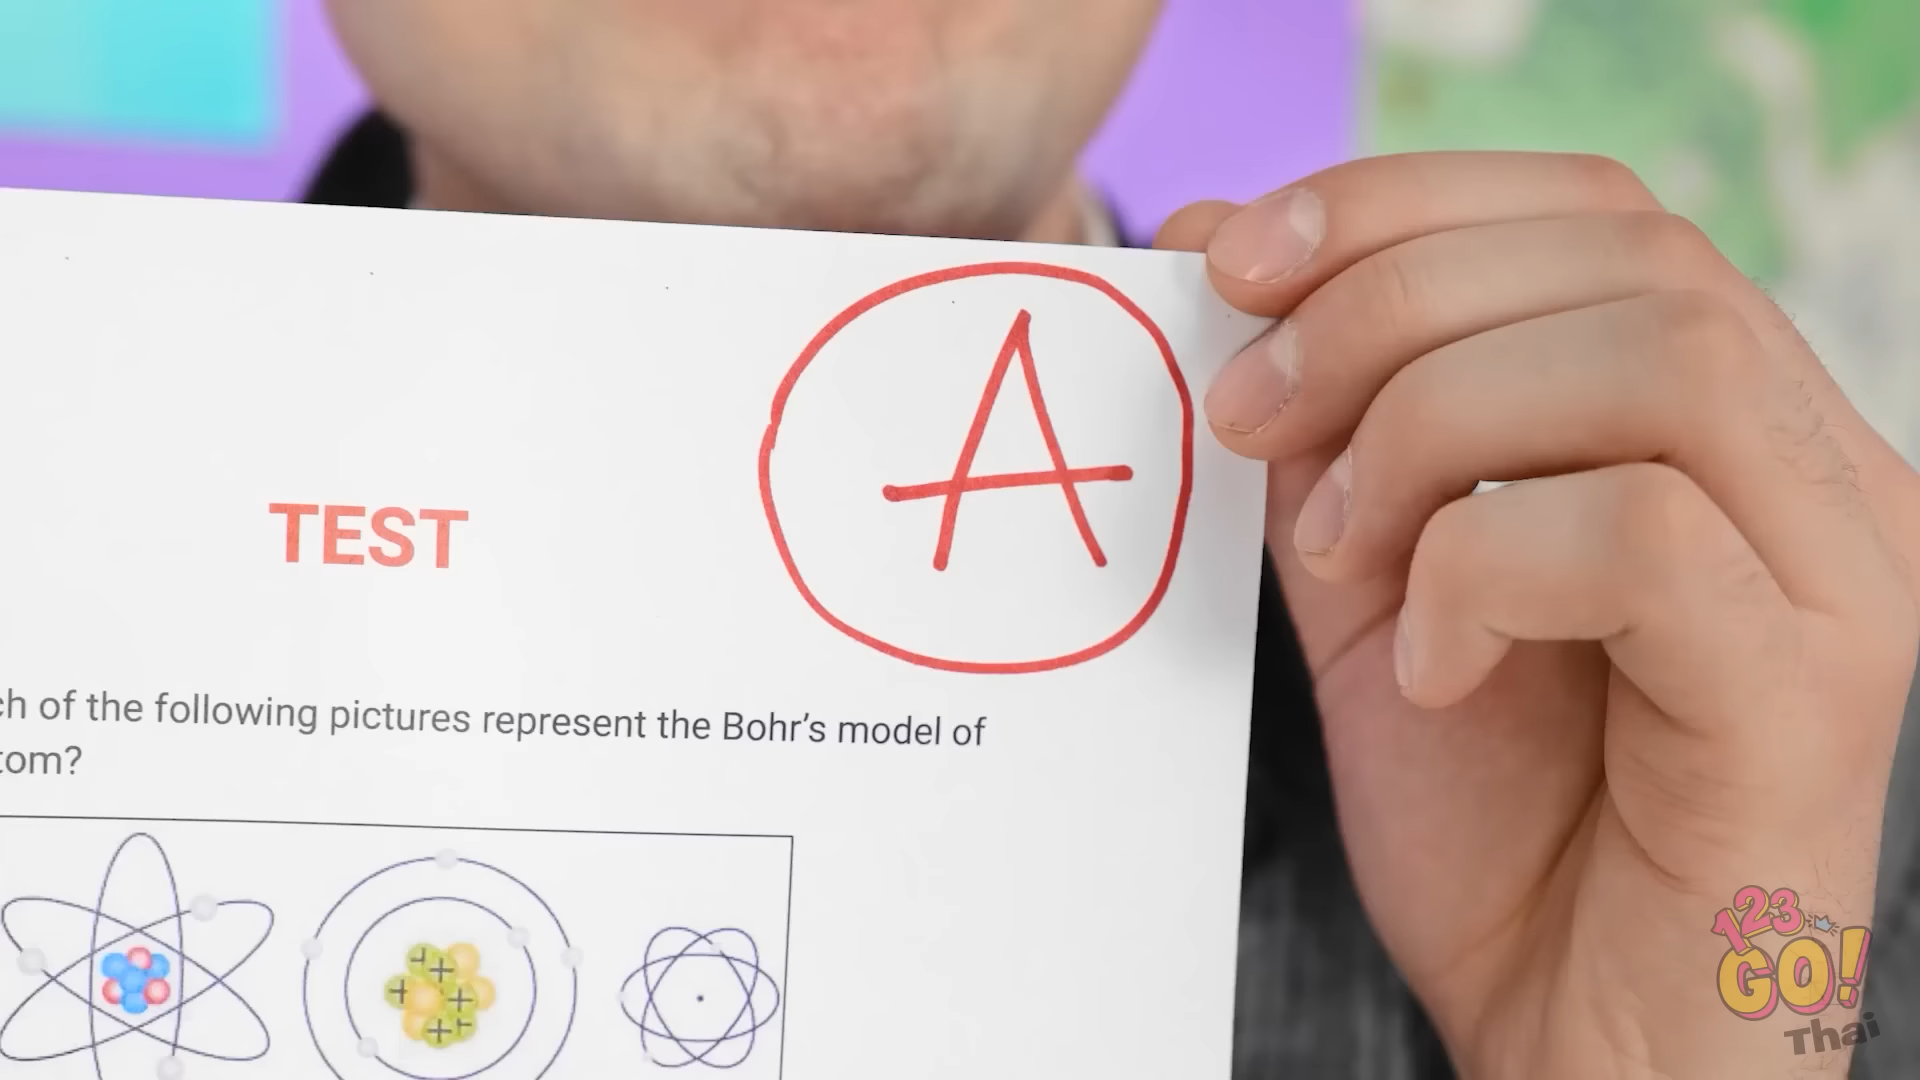 A
TEST
ch of the following pictures represent the Bohr's model of
tom?
123
GO!
Thai